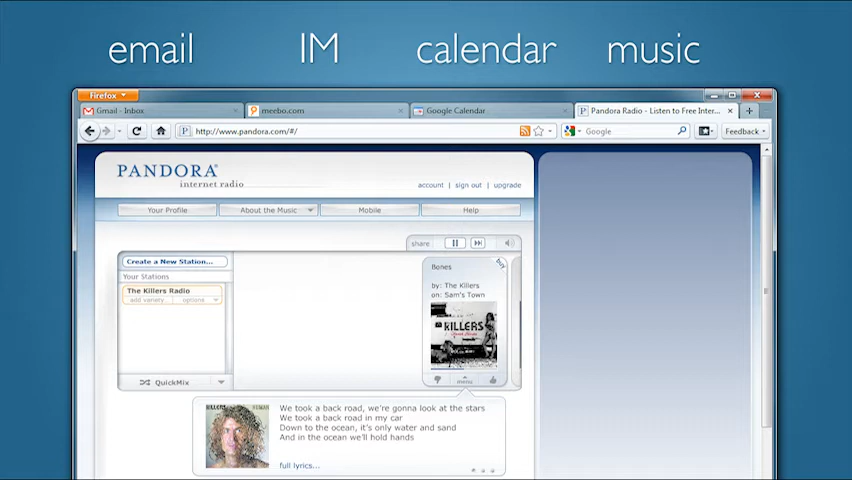 email IM calendar music
Firefox
Gmail - Inbox
meebo.com
Google Calendar
Pandora Radio - Listen to Free Inter...
http://www.pandora.com/#/
Google
Feedback
PANDORA®
internet radio
account | sign out | upgrade
Your Profile
About the Music
Mobile
Help
share:
Create a New Station...
Your Stations
The Killers Radio
add variety... options
QuickMix
buy
Bones
by: The Killers
on: Sam's Town
KILLERS
menu
We took a back road, we're gonna look at the stars
We took a back road in my car
Down to the ocean, it's only water and sand
And in the ocean we'll hold hands
full lyrics...